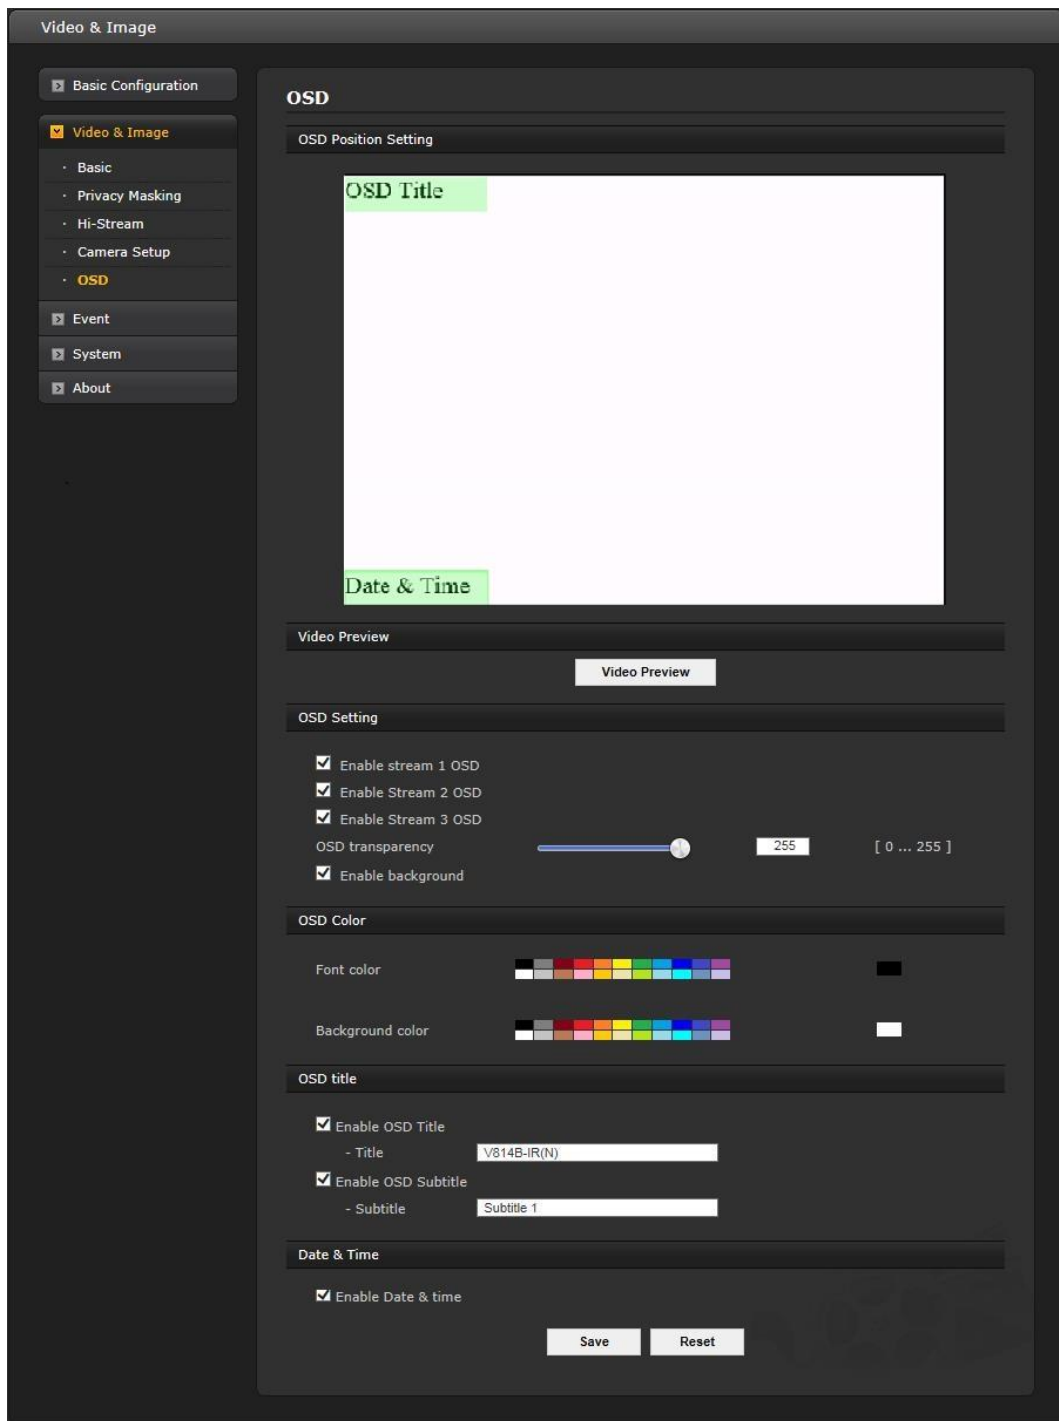 Video & Image
Basic Configuration
Video & Image
· Basic
· Privacy Masking
· Hi-Stream
· Camera Setup
· OSD
Event
System
About
OSD
OSD Position Setting
OSD Title
Date & Time
Video Preview
Video Preview
OSD Setting
Enable stream 1 OSD
Enable Stream 2 OSD
Enable Stream 3 OSD
OSD transparency 255 [ 0 ... 255 ]
Enable background
OSD Color
Font color
Background color
OSD title
Enable OSD Title
- Title V814B-IR(N)
Enable OSD Subtitle
- Subtitle Subtitle 1
Date & Time
Enable Date & time
Save Reset